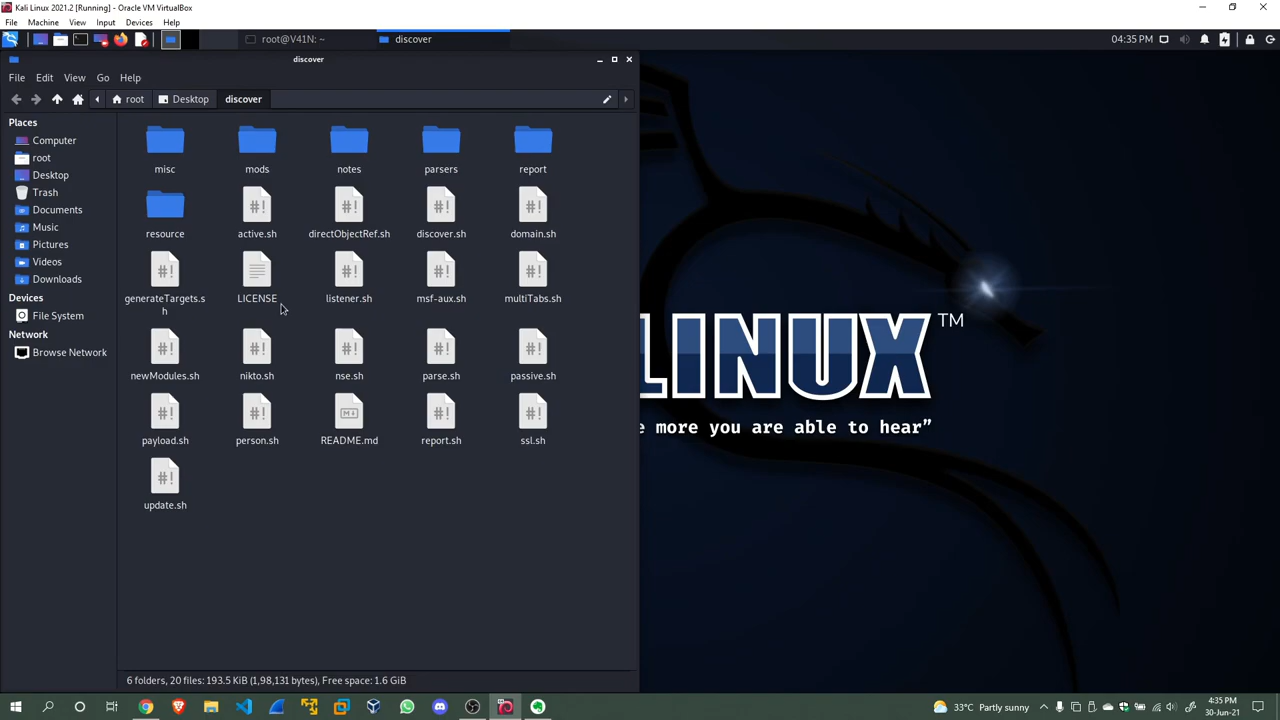 Kali Linux 2021.2 [Running] - Oracle VM VirtualBox
File Machine View Input Devices Help
root@V41N: ~ discover 04:35 PM
discover
File Edit View Go Help
root Desktop discover
Places
Computer
root
Desktop
Trash
Documents
Music
Pictures
Videos
Downloads
Devices
File System
Network
Browse Network
misc mods notes parsers report
resource active.sh directObjectRef.sh discover.sh domain.sh
generateTargets.s LICENSE listener.sh msf-aux.sh multiTabs.sh
h
newModules.sh nikto.sh nse.sh parse.sh passive.sh
payload.sh person.sh README.md report.sh ssl.sh
update.sh
6 folders, 20 files: 193.5 KiB (1,98,131 bytes), Free space: 1.6 GiB
LINUX TM
e more you are able to hear”
33°C Partly sunny 4:35 PM
30-Jun-21